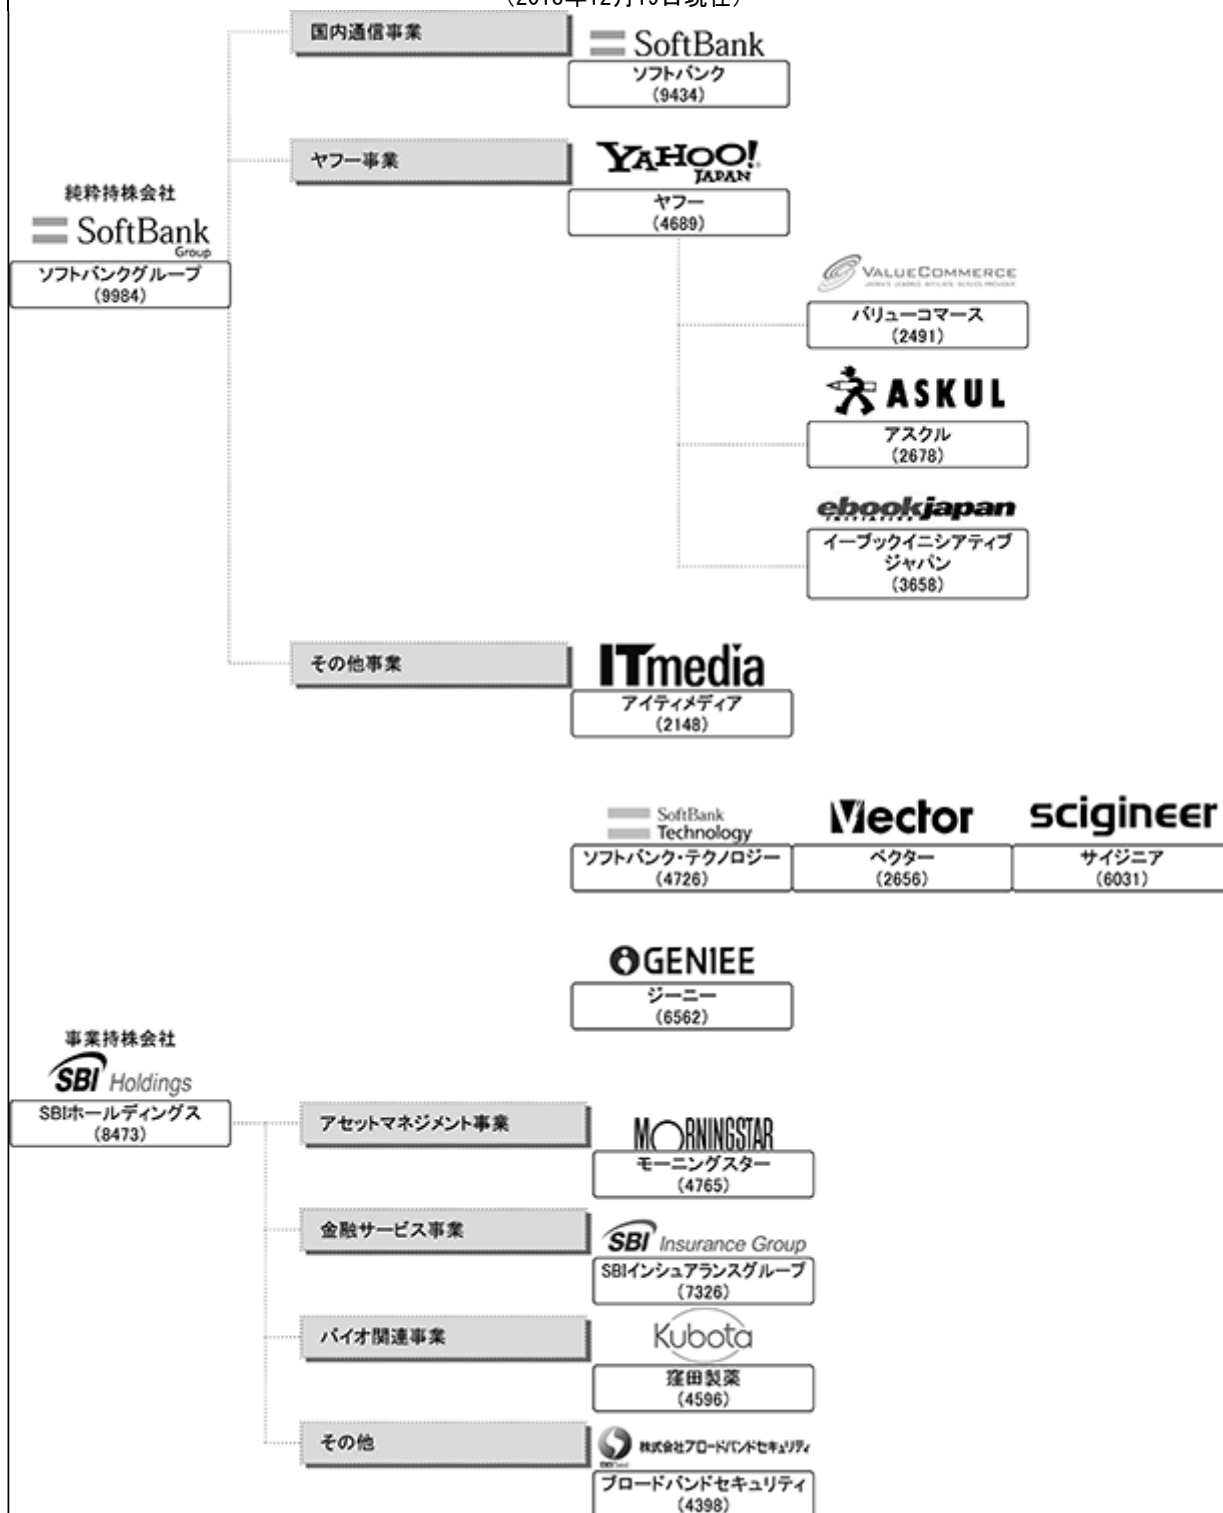 国内通信事業
SoftBank
ソフトバンク
(9434)
ヤフー事業
YAHOO!
JAPAN
ヤフー
(4689)
純粋持株会社
SoftBank
Group
ソフトバンクグループ
(9984)
VALUECOMMERCE
バリューコマース
(2491)
ASKUL
アスクル
(2678)
ebookjapan
イーブックイニシアティブ
ジャパン
(3658)
その他事業
ITmedia
アイティメディア
(2148)
SoftBank
Technology
ソフトバンク・テクノロジー
(4726)
Vector
ベクター
(2656)
scigineer
サイジニア
(6031)
GENIEE
ジーニー
(6562)
事業持株会社
SBI Holdings
SBIホールディングス
(8473)
アセットマネジメント事業
MORNINGSTAR
モーニングスター
(4765)
金融サービス事業
SBI Insurance Group
SBIインシュアランスグループ
(7326)
バイオ関連事業
Kubota
窪田製薬
(4596)
その他
株式会社ブロードバンドセキュリティ
ブロードバンドセキュリティ
(4398)